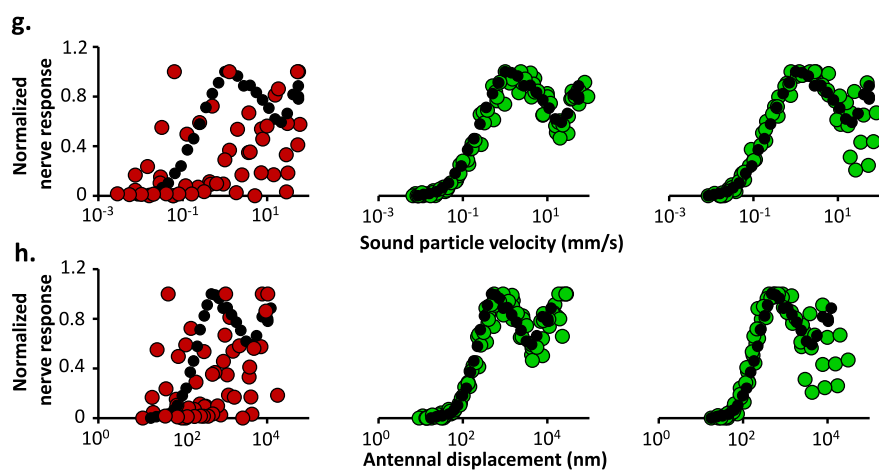 g.
Normalized
nerve response
1.2
0.8
0.4
0
10-3 10-1 101 10-3 10-1 101 10-3 10-1 101
Sound particle velocity (mm/s)
h.
Normalized
nerve response
1.2
0.8
0.4
0
100 102 104 100 102 104 100 102 104
Antennal displacement (nm)